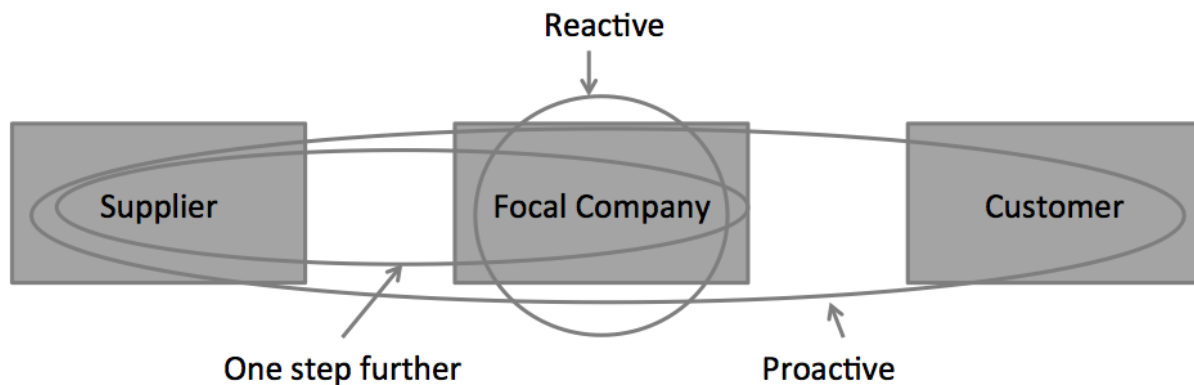 Reactive
Supplier
Focal Company
Customer
One step further
Proactive